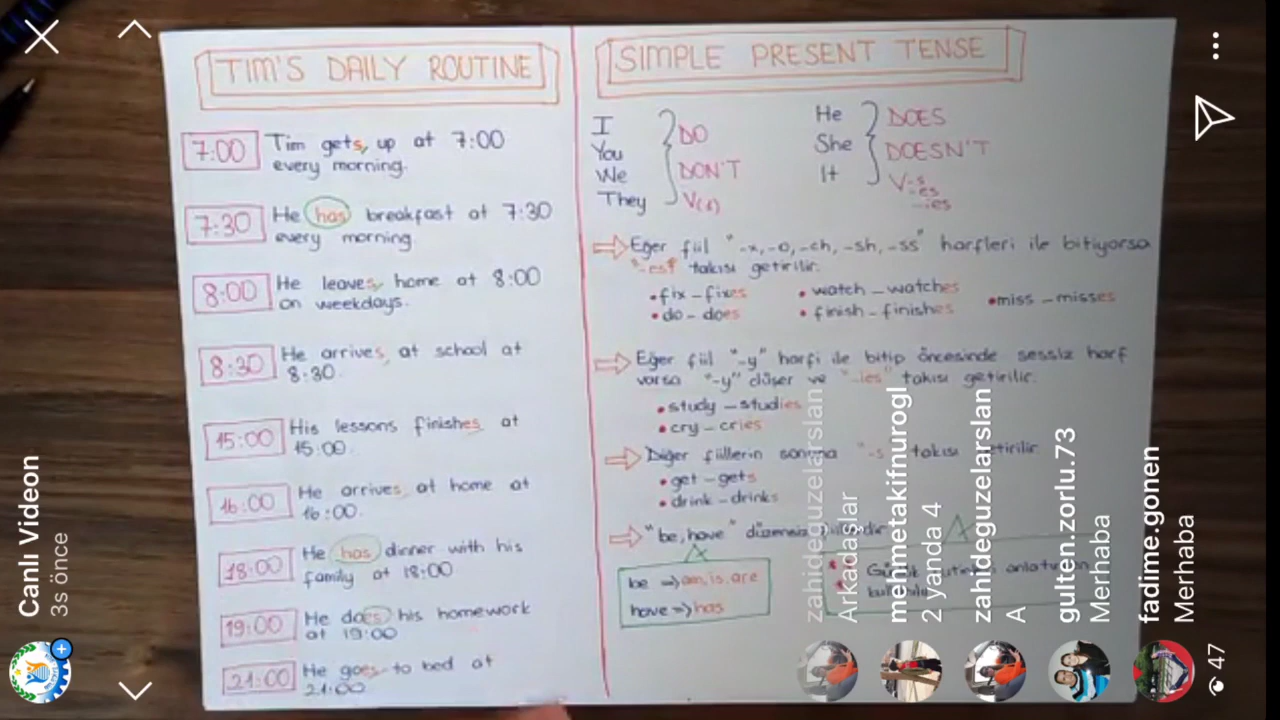 TIM'S DAILY ROUTINE
7:00
Tim gets up at 7:00
every morning.
7:30
He has breakfast at 7:30
every morning
8:00
He leaves home at 8:00
on weekdays.
8:30
He arrives at school at
8:30.
15:00
His lessons finishes at
15:00.
16:00
He arrives at home at
16:00.
18:00
He has dinner with his
family at 18:00
19:00
He does his homework
at 19:00
21:00
He goes to bed at
21:00
SIMPLE PRESENT TENSE
I
You
We
They
DO
DON'T
V(1)
He
She
It
DOES
DOESN'T
V-s
-es
-ies
Eğer fiil "-x, -o, -ch, -sh, -ss" harfleri ile bitiyorsa
"-es" takısı getirilir.
• fix - fixes
• do - does
• watch - watches
• finish - finishes
• miss - misses
Eğer fiil "-y" harfi ile bitip öncesinde sessiz harf
varsa "-y" düşer ve "-ies" takısı getirilir.
• study - studies
• cry - cries
Diğer fiillerin sonuna "-s" takısı getirilir
• get - gets
• drink - drinks
"be, have" düzensiz
be => am, is, are
have => has
Canlı Videon
3s önce
zahideguzelarslan
Arkadaşlar
mehmetakifnurogl
2 yanda 4
zahideguzelarslan
A
gulten.zorlu.73
Merhaba
fadime.gonen
Merhaba
47